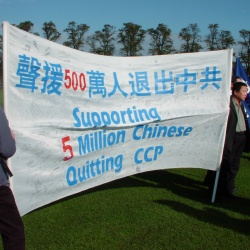 聲援500萬人退出中共
Supporting
5 Million Chinese
Quitting CCP